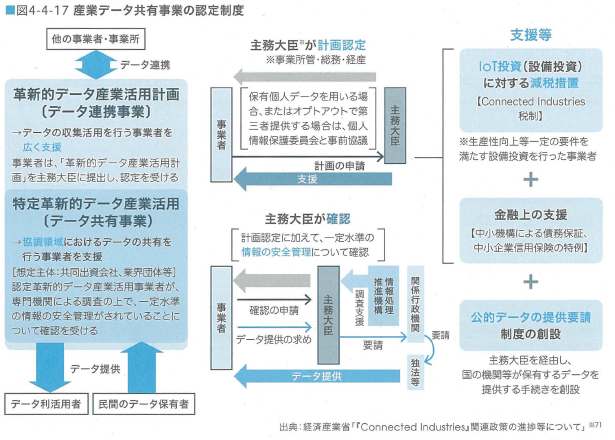 ■図4-4-17 産業データ共有事業の認定制度
他の事業者・事業所
データ連携
革新的データ産業活用計画
（データ連携事業）
→データの収集活用を行う事業者を
広く支援
事業者は、「革新的データ産業活用計
画」を主務大臣に提出し、認定を受ける
特定革新的データ産業活用
（データ共有事業）
→協調領域におけるデータの共有を
行う事業者を支援
［想定主体：共同出資会社、業界団体等］
認定革新的データ産業活用事業者が、
専門機関による調査の上で、一定水準
の情報の安全管理がされていることに
ついて確認を受ける
データ提供
データ利活用者
民間のデータ保有者
主務大臣※が計画認定
※事業所管・総務・経産
事業者
保有個人データを用いる場
合、またはオプトアウトで第
三者提供する場合は、個人
情報保護委員会と事前協議
主務大臣
計画の申請
支援
主務大臣が確認
計画認定に加えて、一定水準の
情報の安全管理について確認
事業者
確認の申請
データ提供の求め
主務大臣
調査支援
情報処理
推進機構
関係行政機関
要請
要請
独法等
データ提供
支援等
IoT投資（設備投資）
に対する減税措置
【Connected Industries
税制】
※生産性向上等一定の要件を
満たす設備投資を行った事業者
＋
金融上の支援
【中小機構による債務保証、
中小企業信用保険の特例】
＋
公的データの提供要請
制度の創設
主務大臣を経由し、
国の機関等が保有するデータを
提供する手続きを創設
出典：経済産業省「『Connected Industries』関連政策の進捗等について」※71